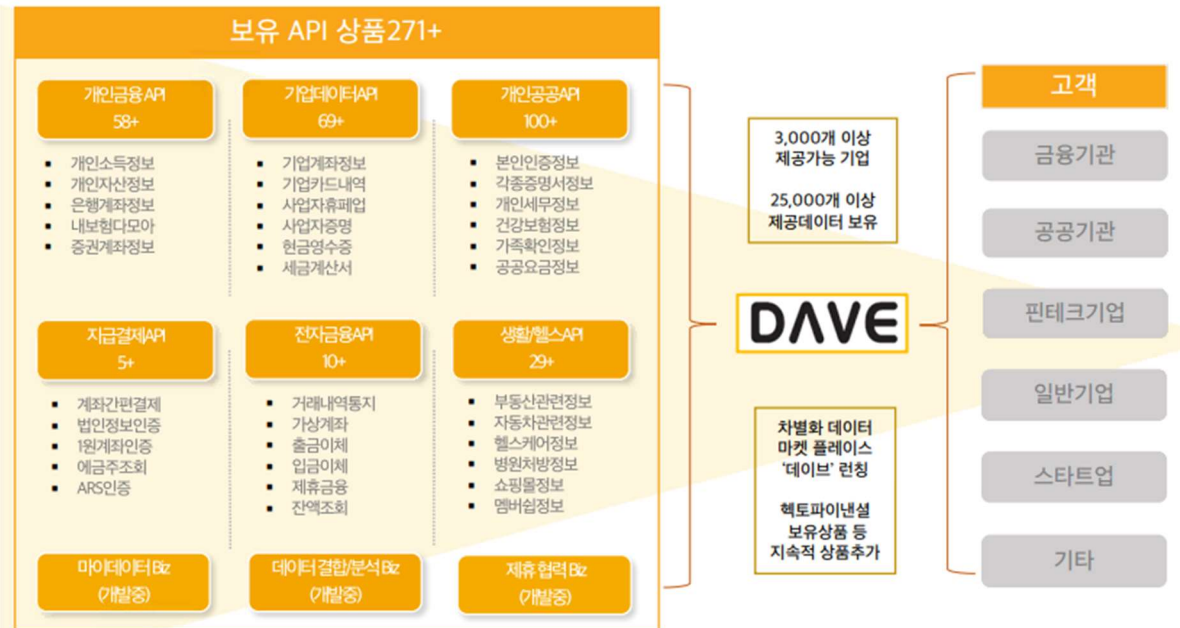 보유 API 상품271+
개인금융API
58+
개인소득정보
개인자산정보
은행계좌정보
내보험다모아
증권계좌정보
기업데이터API
69+
기업계좌정보
기업카드내역
사업자휴폐업
사업자증명
현금영수증
세금계산서
개인공공API
100+
본인인증정보
각종증명서정보
개인세무정보
건강보험정보
가족확인정보
공공요금정보
지급결제API
5+
계좌간편결제
법인정보인증
1원계좌인증
예금주조회
ARS인증
전자금융API
10+
거래내역통지
가상계좌
출금이체
입금이체
제휴금융
잔액조회
생활/헬스API
29+
부동산관련정보
자동차관련정보
헬스케어정보
병원처방정보
쇼핑몰정보
멤버쉽정보
마이데이터 Biz
(개발중)
데이터 결합/분석 Biz
(개발중)
제휴 협력 Biz
(개발중)
3,000개 이상
제공가능 기업
25,000개 이상
제공데이터 보유
DAVE
차별화 데이터
마켓 플레이스
‘데이브’ 런칭
헥토파이낸셜
보유상품 등
지속적 상품추가
고객
금융기관
공공기관
핀테크기업
일반기업
스타트업
기타